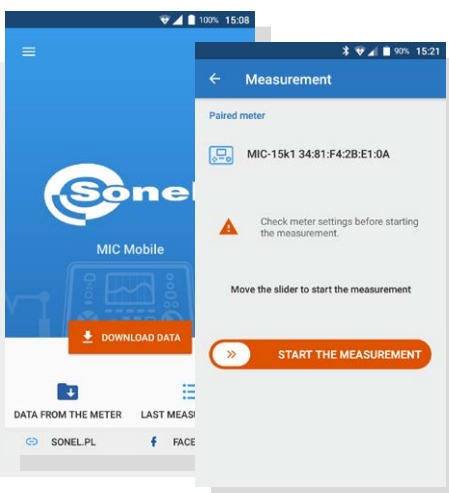 100% 15:08
Sonel
MIC Mobile
DOWNLOAD DATA
DATA FROM THE METER
LAST
SONEL.PL
90% 15:21
Measurement
Paired meter
MIC-15k1 34:81:F4:2B:E1:0A
Check meter settings before starting
the measurement.
Move the slider to start the measurement
START THE MEASUREMENT